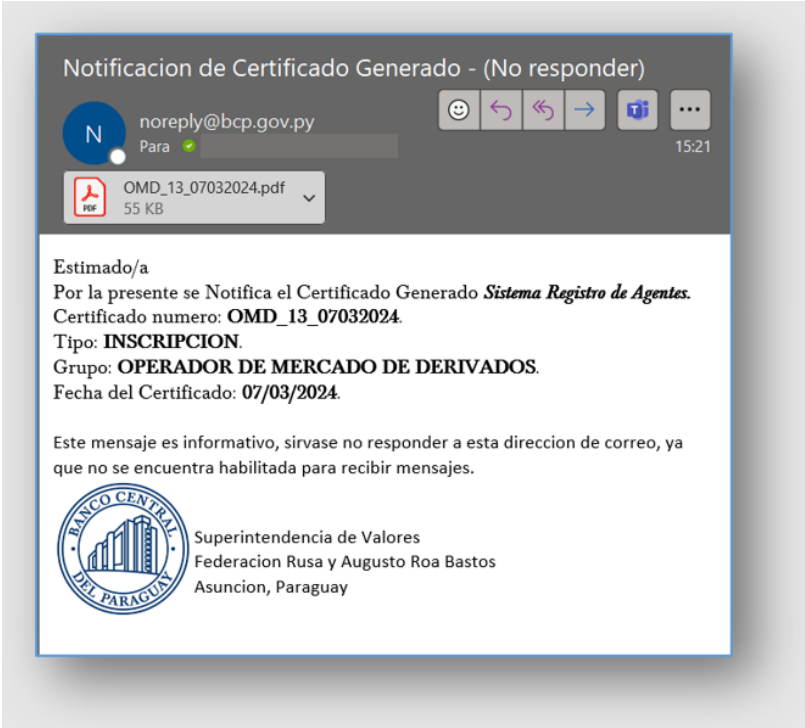 Notificacion de Certificado Generado - (No responder)
N
noreply@bcp.gov.py
Para
15:21
PDF
OMD_13_07032024.pdf
55 KB
Estimado/a
Por la presente se Notifica el Certificado Generado Sistema Registro de Agentes.
Certificado numero: OMD_13_07032024.
Tipo: INSCRIPCION.
Grupo: OPERADOR DE MERCADO DE DERIVADOS.
Fecha del Certificado: 07/03/2024.
Este mensaje es informativo, sirvase no responder a esta direccion de correo, ya
que no se encuentra habilitada para recibir mensajes.
BANCO CENTRAL
DEL PARAGUAY
Superintendencia de Valores
Federacion Rusa y Augusto Roa Bastos
Asuncion, Paraguay